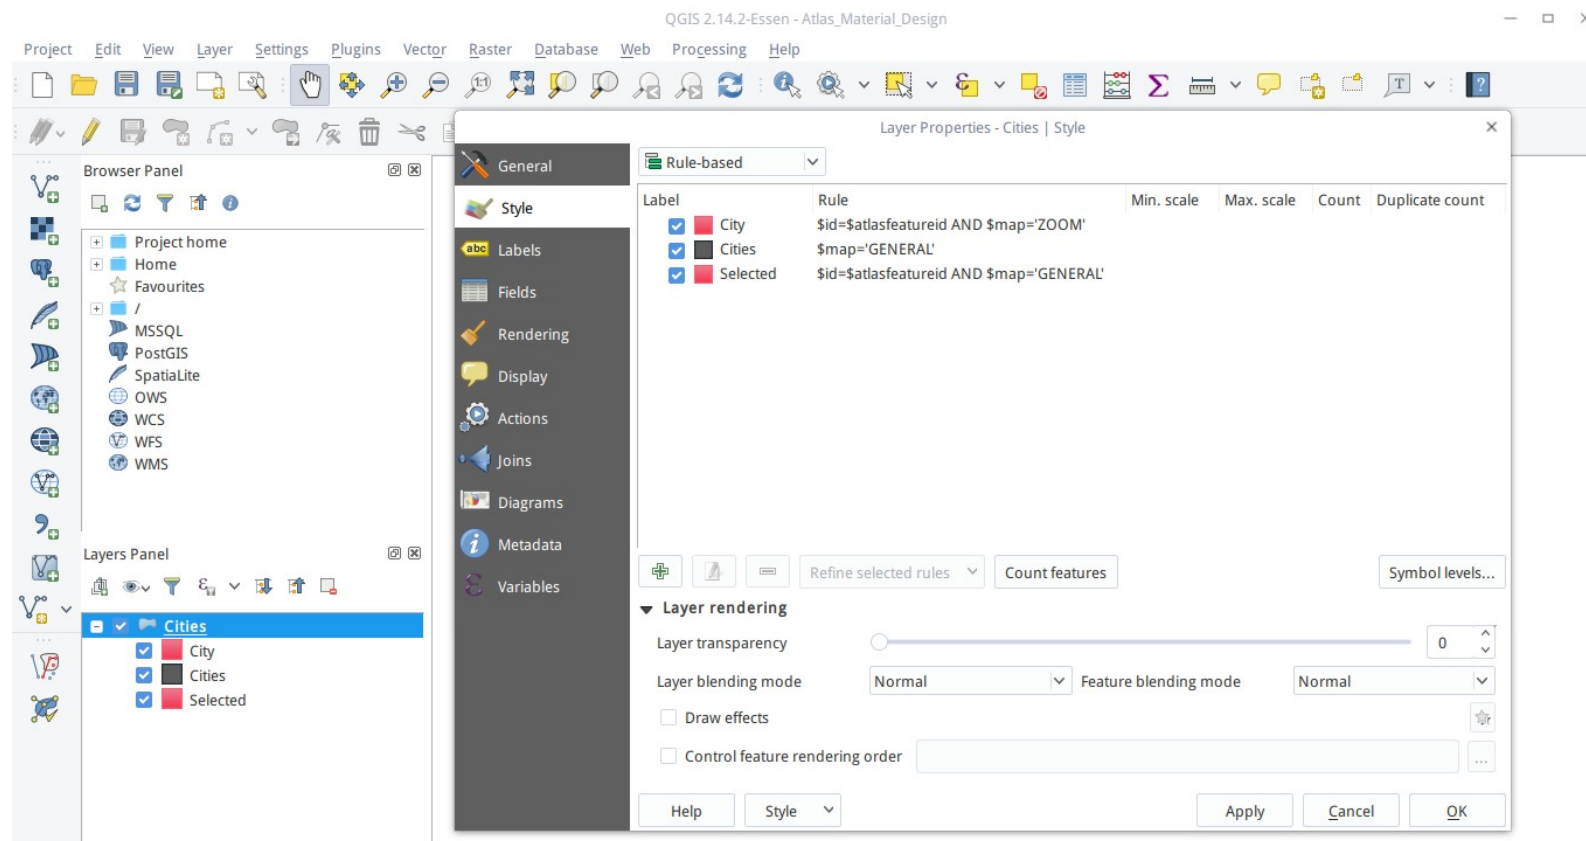 QGIS 2.14.2-Essen - Atlas_Material_Design
Project Edit View Layer Settings Plugins Vector Raster Database Web Processing Help
1:1
T
?
Layer Properties - Cities | Style
Browser Panel
Project home
Home
Favourites
/
MSSQL
PostGIS
SpatiaLite
OWS
WCS
WFS
WMS
Layers Panel
Cities
City
Cities
Selected
General
Style
abc Labels
Fields
Rendering
Display
Actions
Joins
Diagrams
Metadata
Variables
Rule-based
Label Rule Min. scale Max. scale Count Duplicate count
City $id=$atlasfeatureid AND $map='ZOOM'
Cities $map='GENERAL'
Selected $id=$atlasfeatureid AND $map='GENERAL'
Refine selected rules Count features Symbol levels...
Layer rendering
Layer transparency 0
Layer blending mode Normal Feature blending mode Normal
Draw effects
Control feature rendering order ...
Help Style Apply Cancel OK